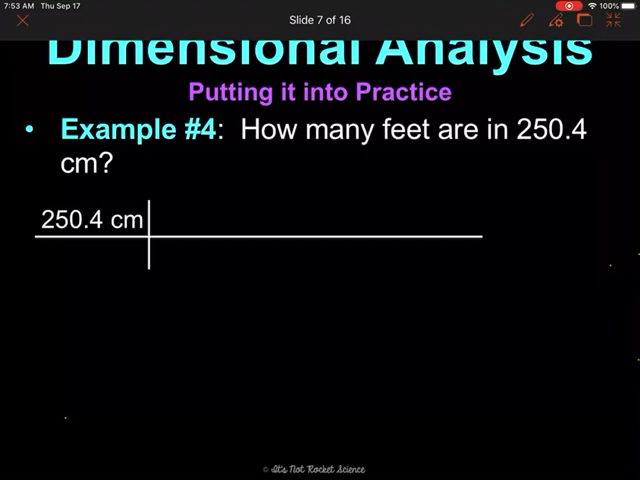 7:53 AM Thu Sep 17
Slide 7 of 16
100%
Dimensional Analysis
Putting it into Practice
• Example #4: How many feet are in 250.4
cm?
250.4 cm
© It's Not Rocket Science